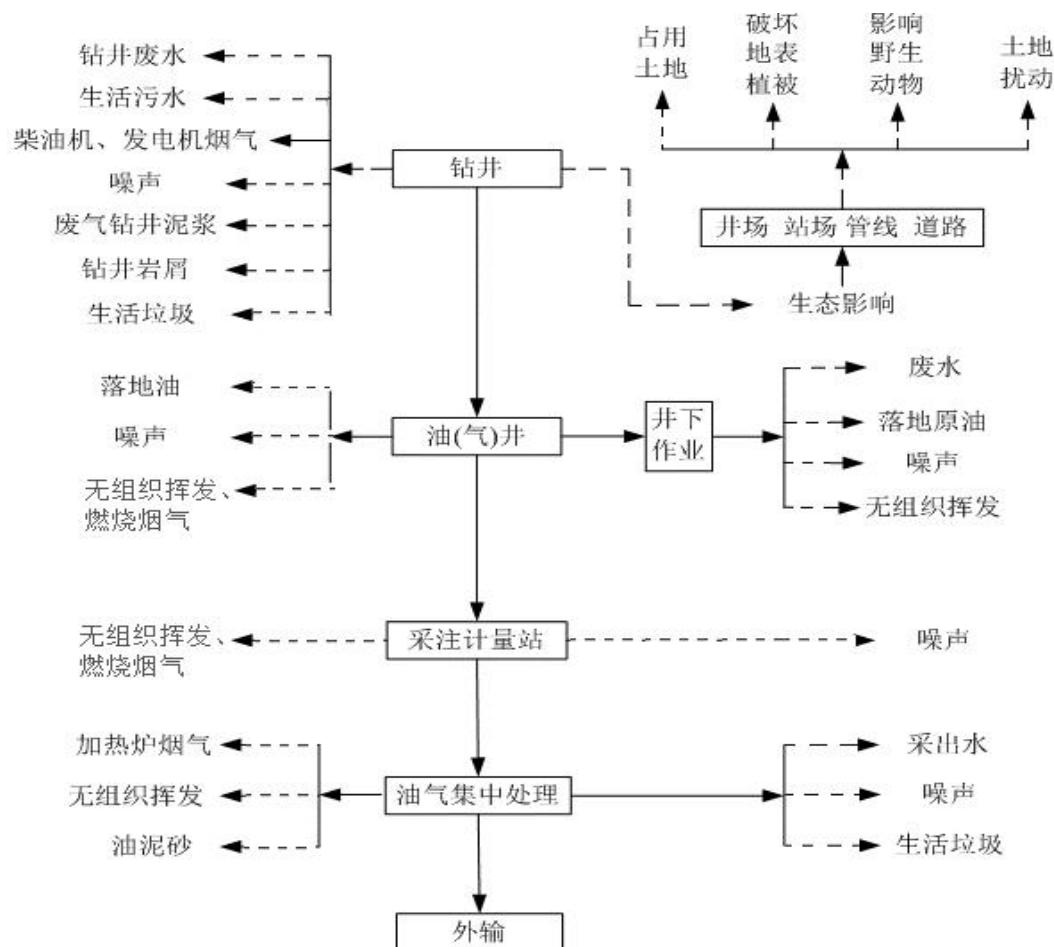 钻井废水
生活污水
柴油机、发电机烟气
噪声
废气钻井泥浆
钻井岩屑
生活垃圾
钻井
占用
土地
破坏
地表
植被
影响
野生
动物
土地
扰动
井场 站场 管线 道路
生态影响
落地油
噪声
无组织挥发、
燃烧烟气
油(气)井
井下
作业
废水
落地原油
噪声
无组织挥发
无组织挥发、
燃烧烟气
采注计量站
噪声
加热炉烟气
无组织挥发
油泥砂
油气集中处理
采出水
噪声
生活垃圾
外输